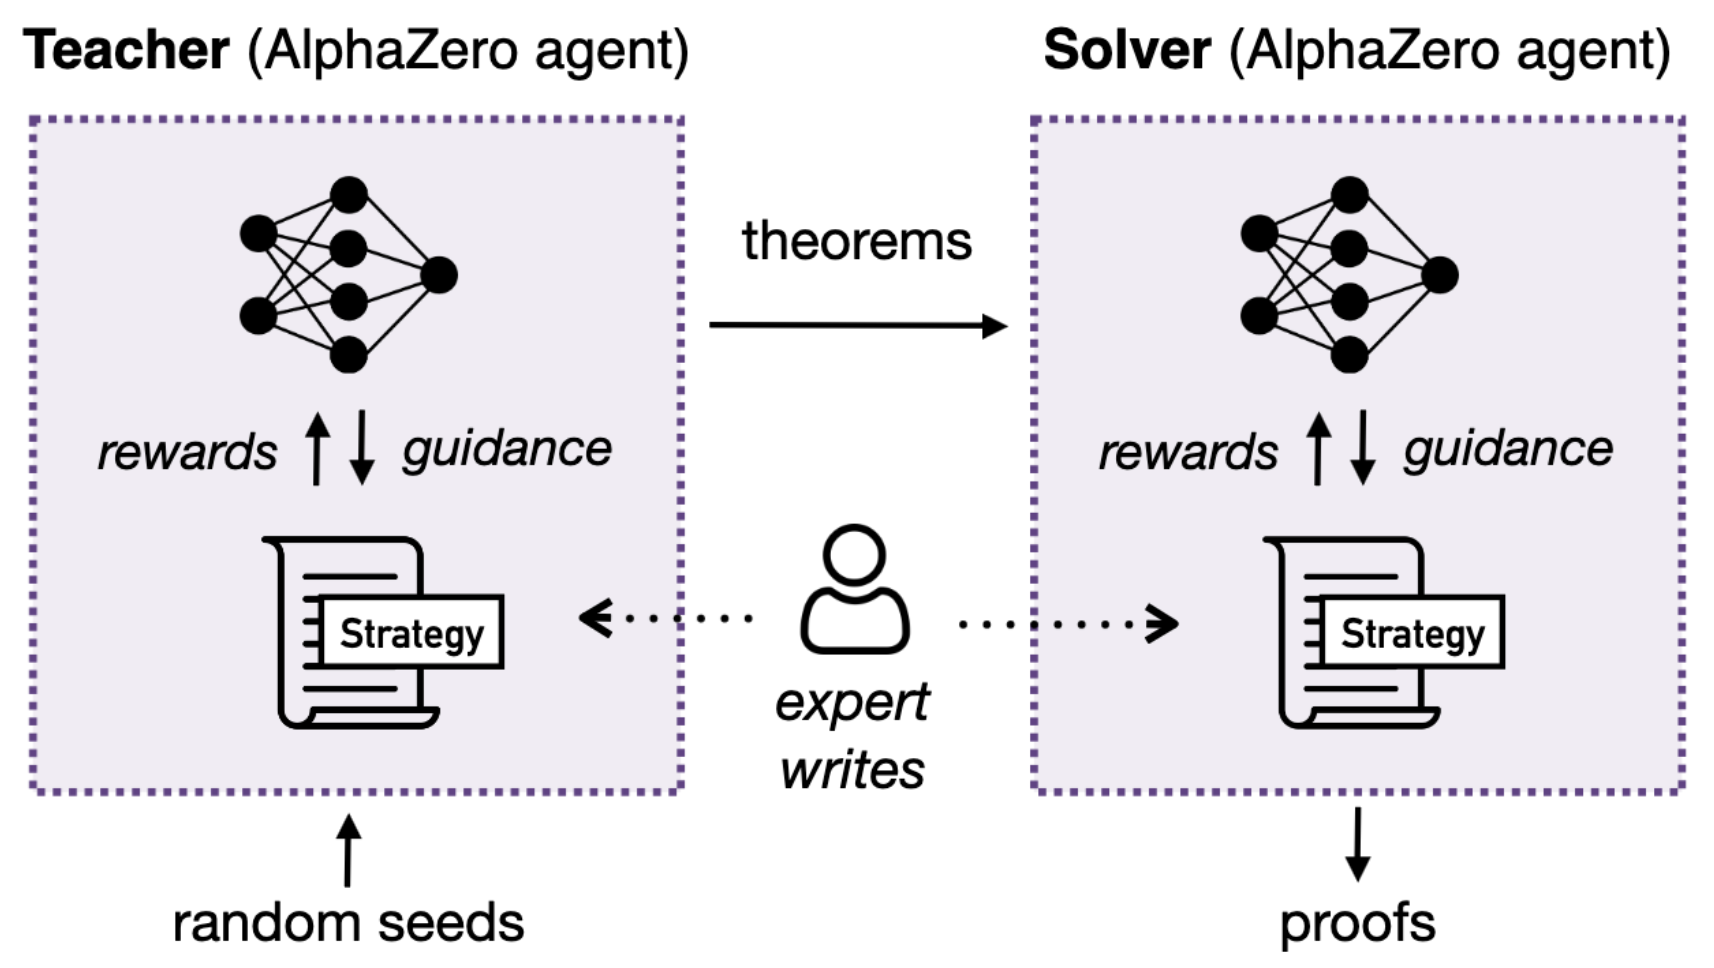 Teacher (AlphaZero agent)
Solver (AlphaZero agent)
theorems
rewards
guidance
rewards
guidance
Strategy
Strategy
expert
writes
random seeds
proofs